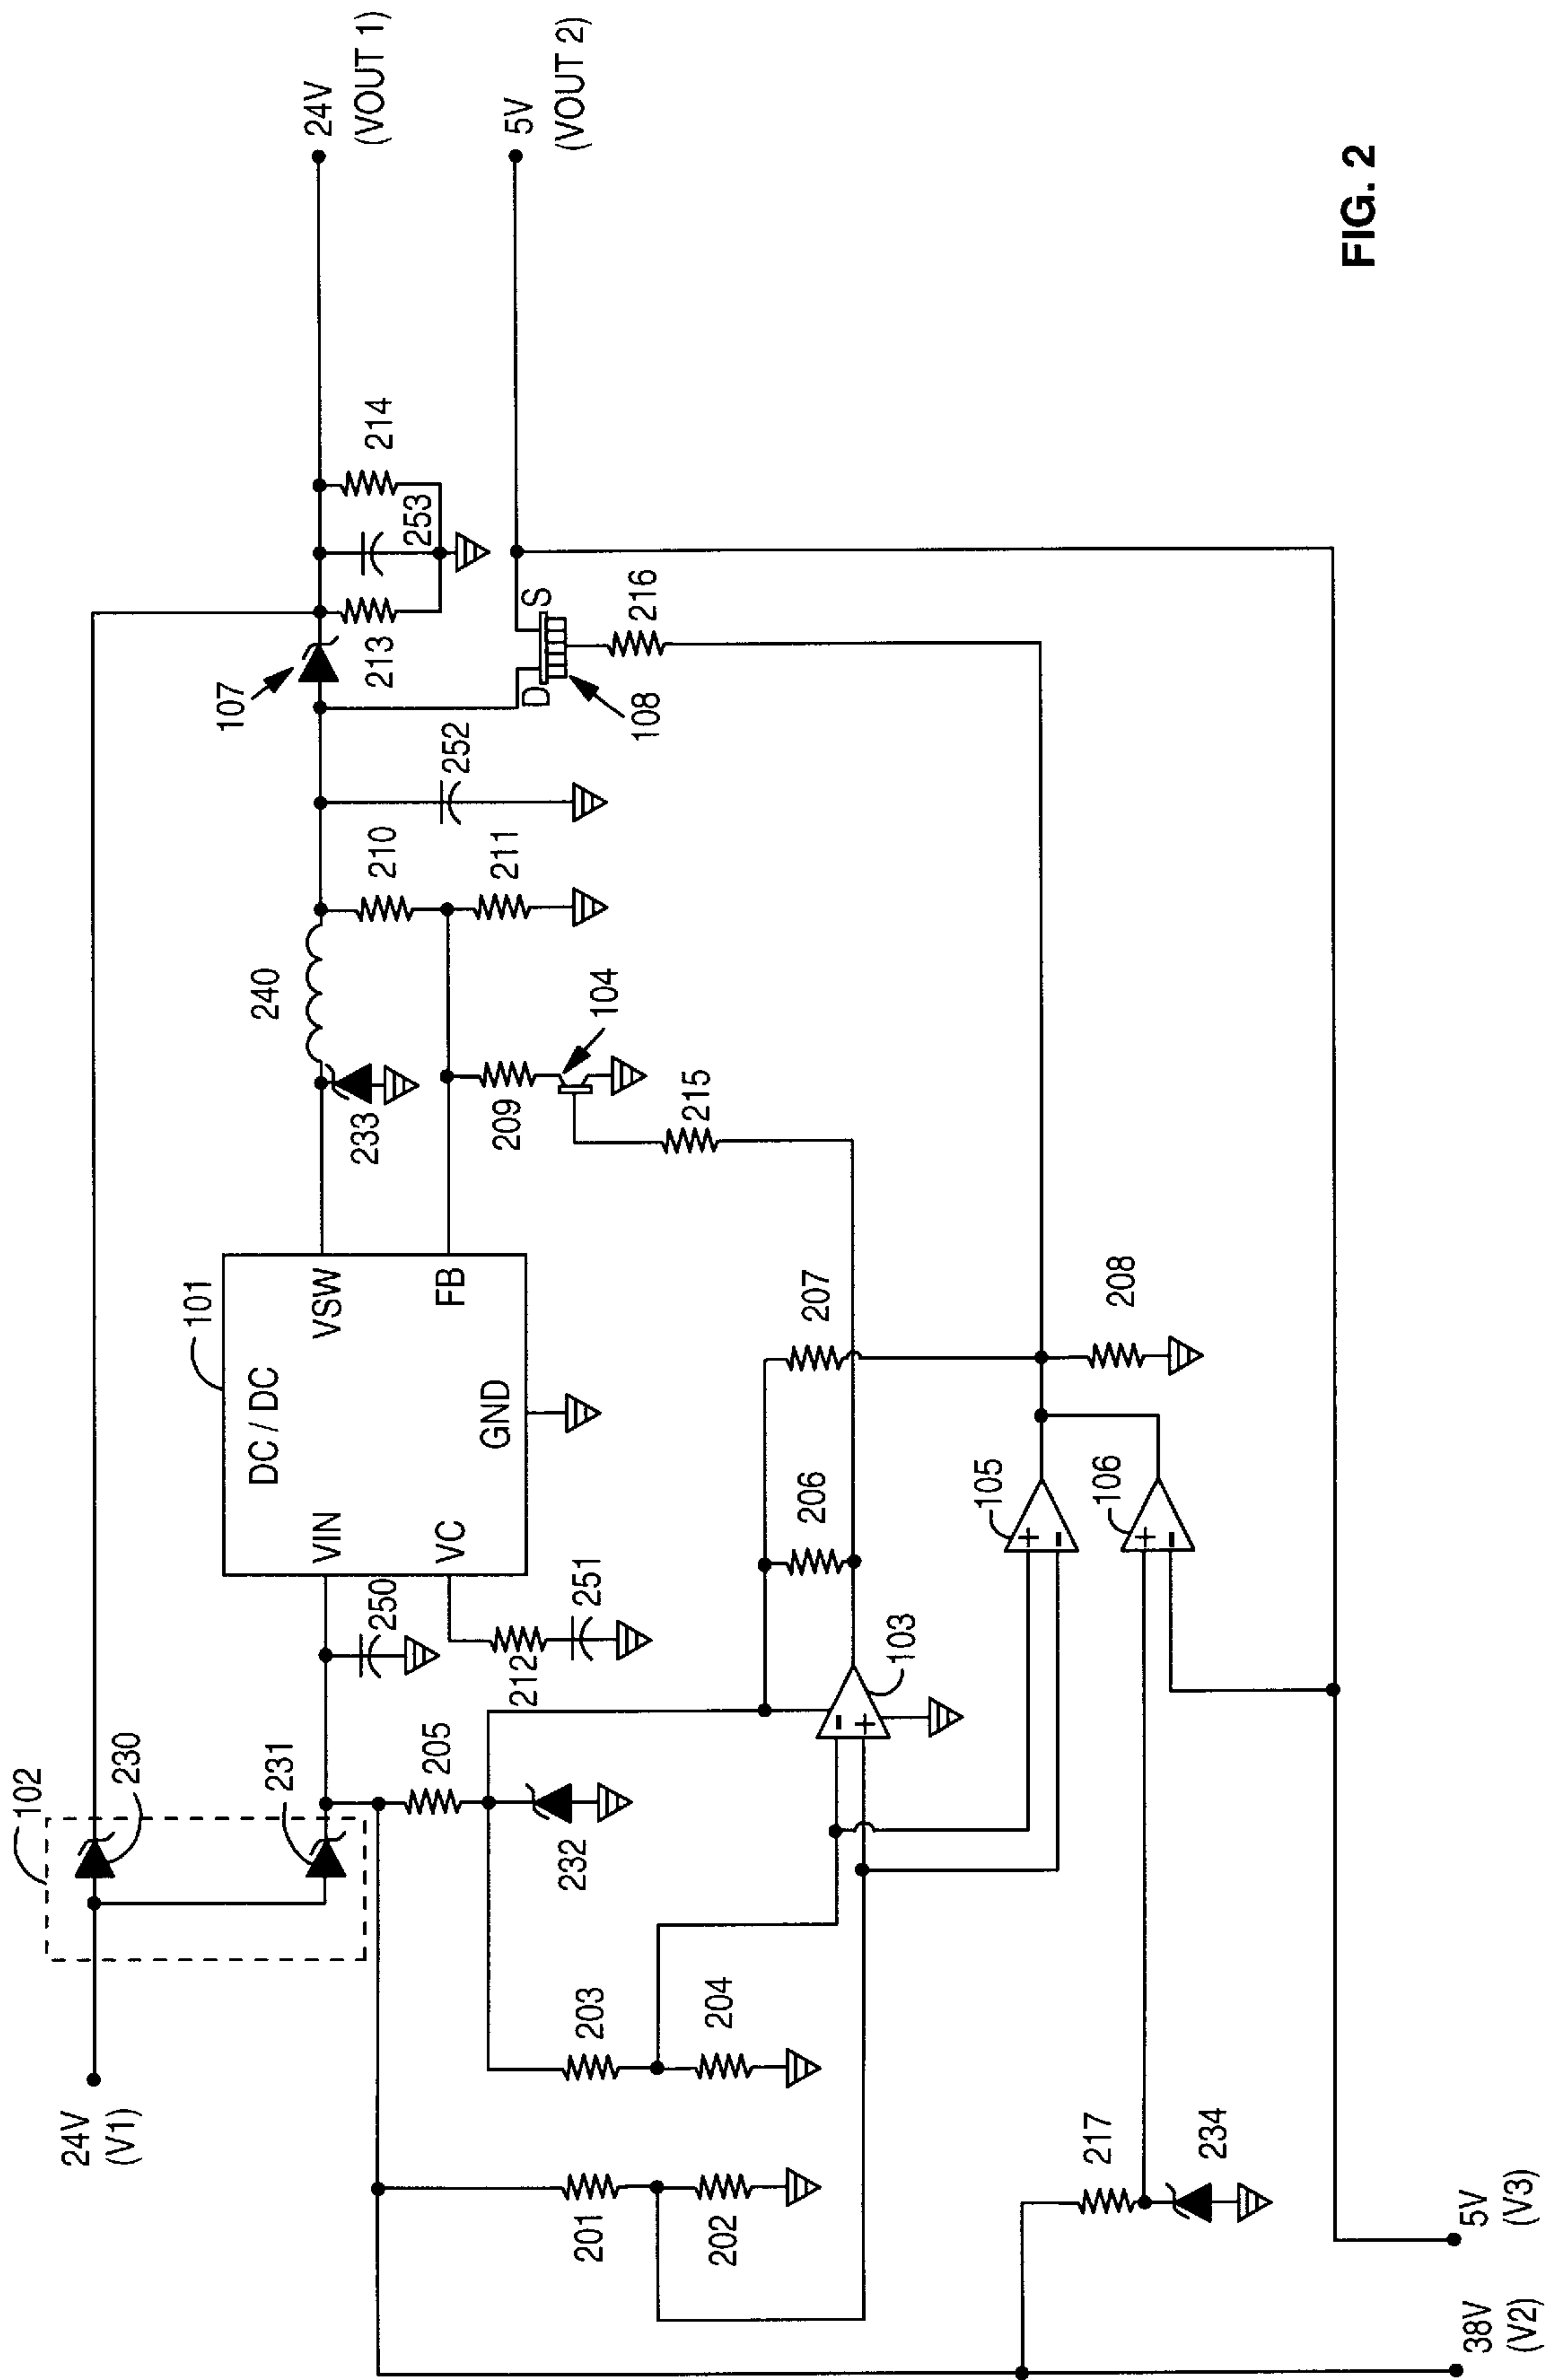 24V
(V1)
102
230
231
250
VIN
DC / DC
101
VSW
VC
GND
FB
233
240
210
252
107
213
253
214
24V
(VOUT 1)
5V
(VOUT 2)
D
S
108
216
211
209
104
215
212
251
205
232
203
204
201
202
103
-
+
206
207
208
105
+
-
106
+
-
217
234
38V
(V2)
5V
(V3)
FIG. 2